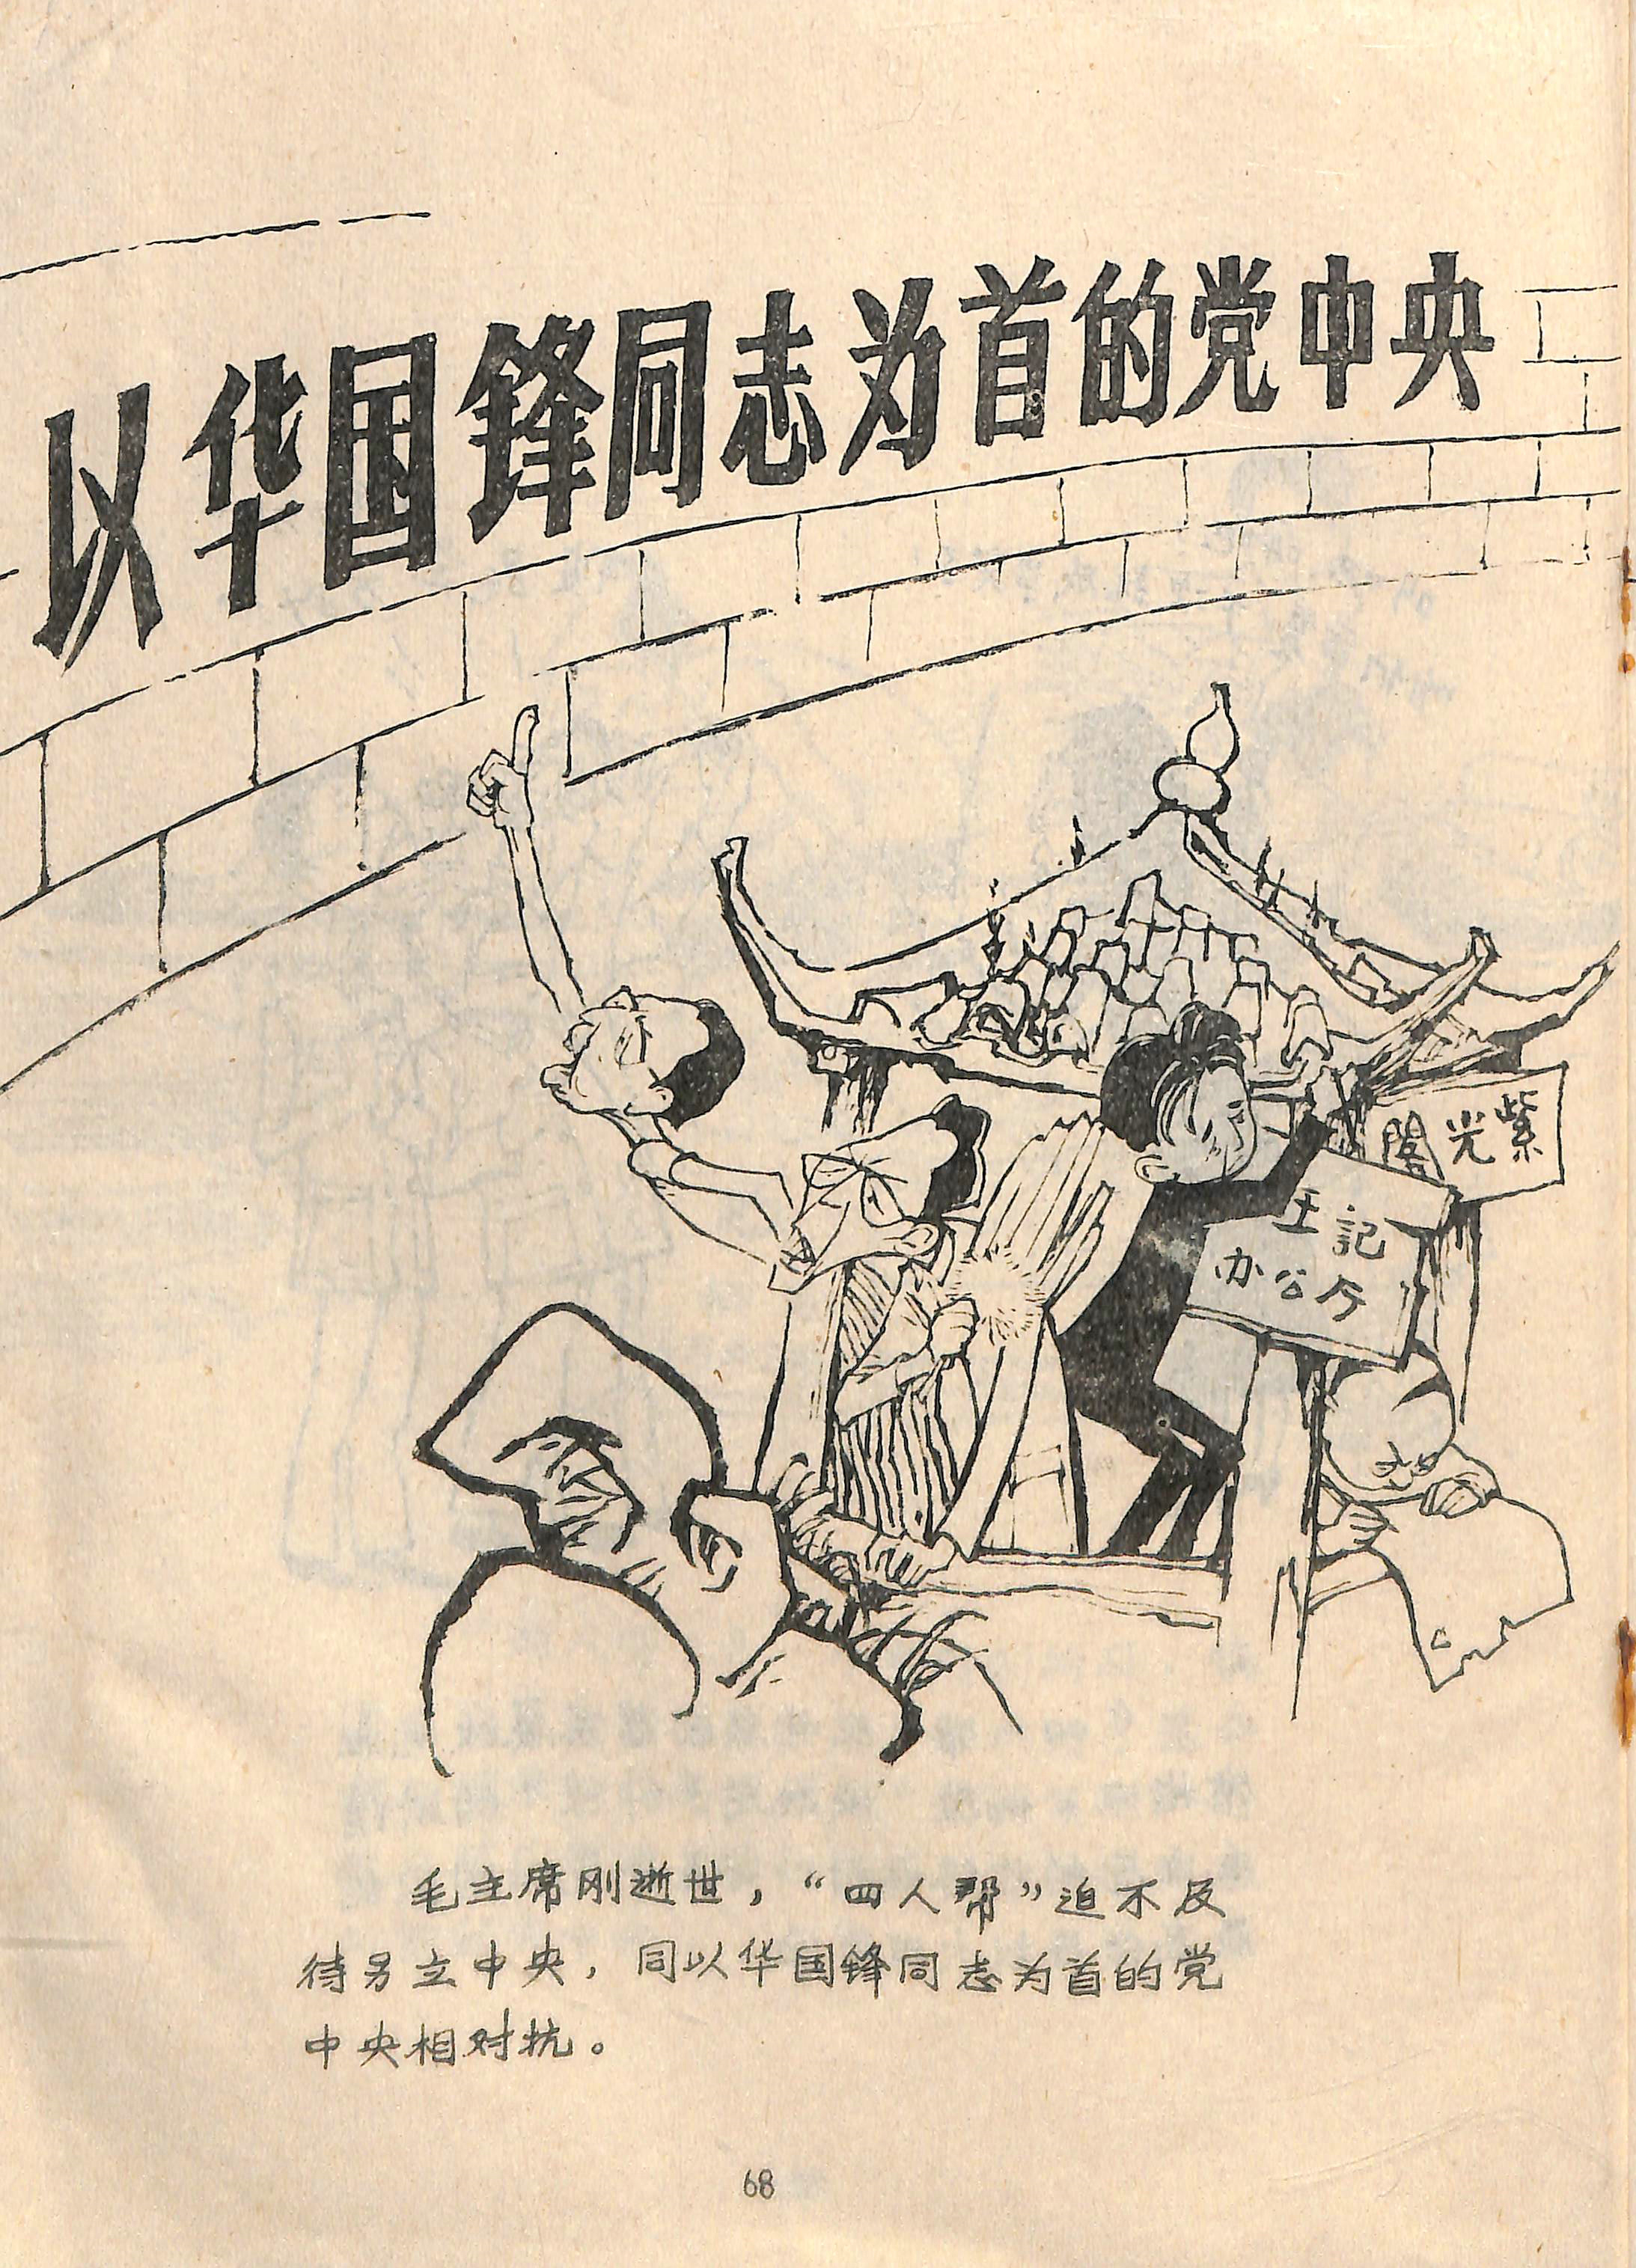 以华国锋同志为首的党中央
紫光閣
王記
办公厅
毛主席刚逝世，“四人帮”迫不及
待另立中央，同以华国锋同志为首的党
中央相对抗。
68